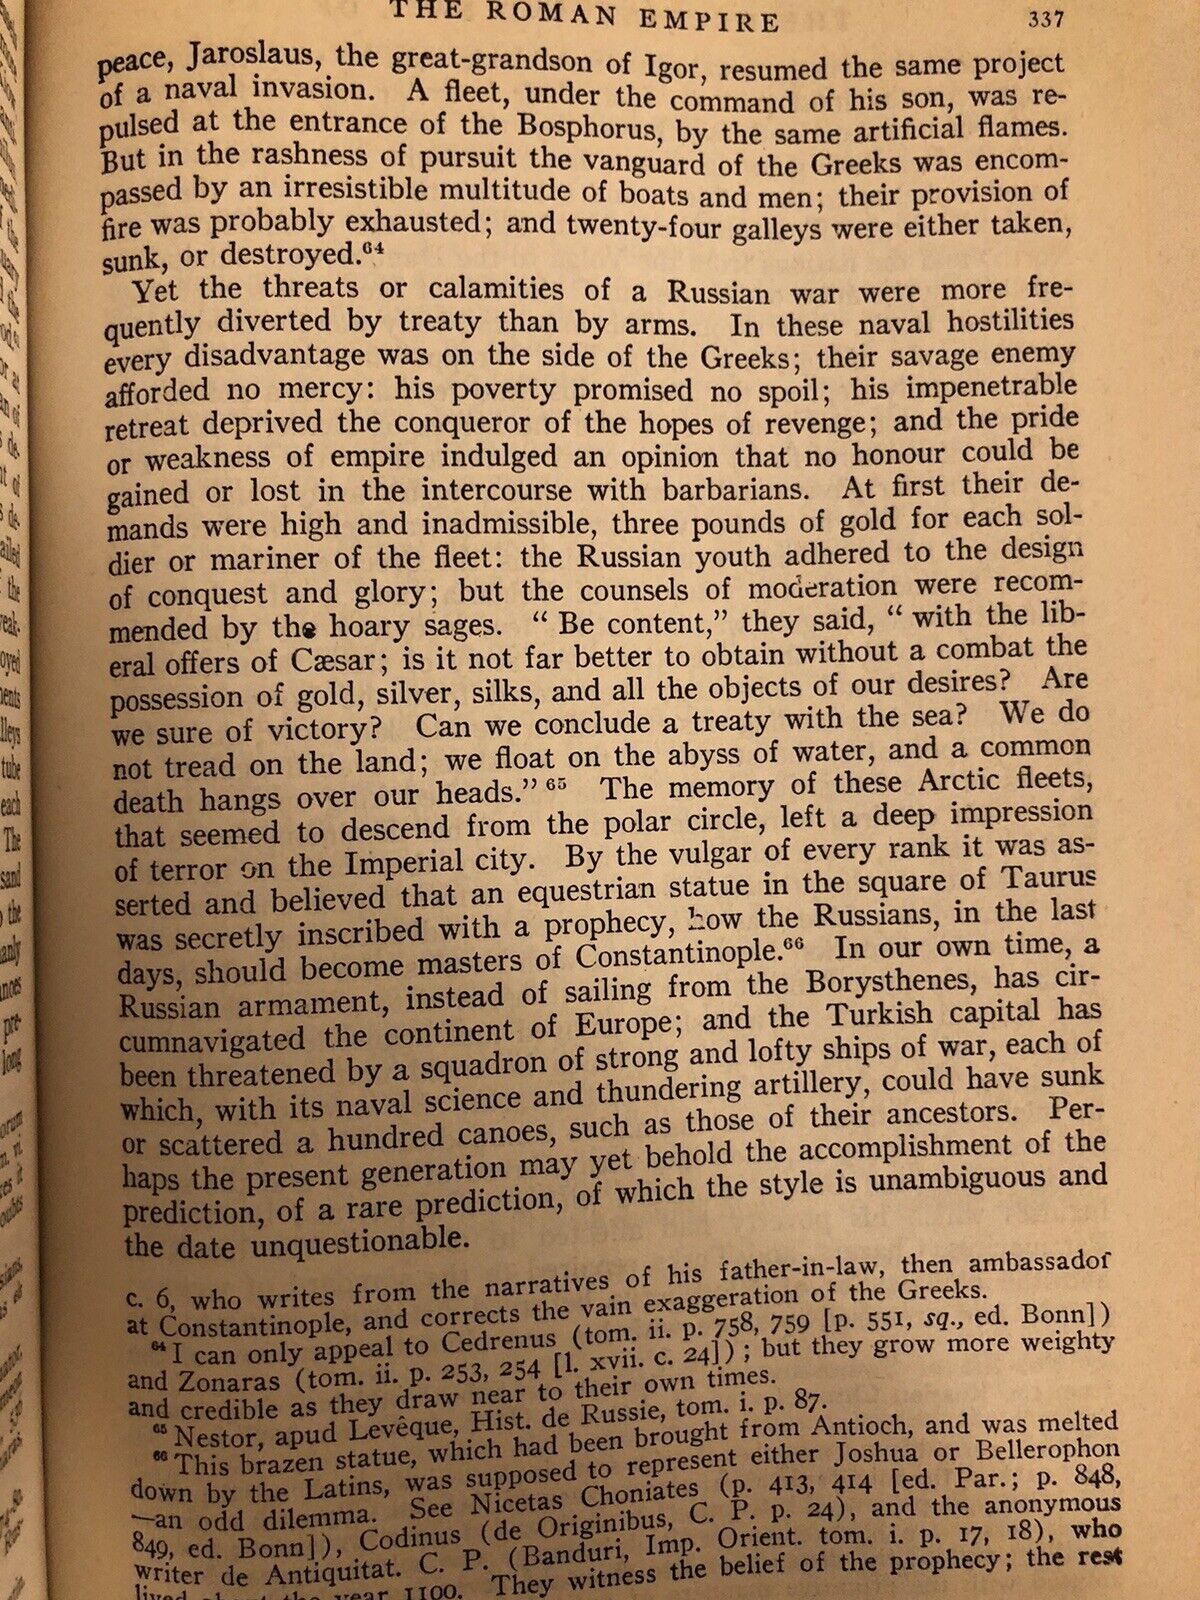 THE ROMAN EMPIRE 337
peace, Jaroslaus, the great-grandson of Igor, resumed the same project
of a naval invasion. A fleet, under the command of his son, was re-
pulsed at the entrance of the Bosphorus, by the same artificial flames.
But in the rashness of pursuit the vanguard of the Greeks was encom-
passed by an irresistible multitude of boats and men; their provision of
fire was probably exhausted; and twenty-four galleys were either taken,
sunk, or destroyed.⁶⁴
Yet the threats or calamities of a Russian war were more fre-
quently diverted by treaty than by arms. In these naval hostilities
every disadvantage was on the side of the Greeks; their savage enemy
afforded no mercy: his poverty promised no spoil; his impenetrable
retreat deprived the conqueror of the hopes of revenge; and the pride
or weakness of empire indulged an opinion that no honour could be
gained or lost in the intercourse with barbarians. At first their de-
mands were high and inadmissible, three pounds of gold for each sol-
dier or mariner of the fleet: the Russian youth adhered to the design
of conquest and glory; but the counsels of moderation were recom-
mended by the hoary sages. “ Be content,” they said, “ with the lib-
eral offers of Cæsar; is it not far better to obtain without a combat the
possession of gold, silver, silks, and all the objects of our desires? Are
we sure of victory? Can we conclude a treaty with the sea? We do
not tread on the land; we float on the abyss of water, and a common
death hangs over our heads.” ⁶⁵ The memory of these Arctic fleets,
that seemed to descend from the polar circle, left a deep impression
of terror on the Imperial city. By the vulgar of every rank it was as-
serted and believed that an equestrian statue in the square of Taurus
was secretly inscribed with a prophecy, how the Russians, in the last
days, should become masters of Constantinople.⁶⁶ In our own time, a
Russian armament, instead of sailing from the Borysthenes, has cir-
cumnavigated the continent of Europe; and the Turkish capital has
been threatened by a squadron of strong and lofty ships of war, each of
which, with its naval science and thundering artillery, could have sunk
or scattered a hundred canoes, such as those of their ancestors. Per-
haps the present generation may yet behold the accomplishment of the
prediction, of a rare prediction, of which the style is unambiguous and
the date unquestionable.
c. 6, who writes from the narratives of his father-in-law, then ambassador
at Constantinople, and corrects the vain exaggeration of the Greeks.
⁶⁴ I can only appeal to Cedrenus (tom. ii. p. 758, 759 [p. 551, sq., ed. Bonn])
and Zonaras (tom. ii. p. 253, 254 [l. xvii. c. 24]); but they grow more weighty
and credible as they draw near to their own times.
⁶⁵ Nestor, apud Levêque, Hist. de Russie, tom. i. p. 87.
⁶⁶ This brazen statue, which had been brought from Antioch, and was melted
down by the Latins, was supposed to represent either Joshua or Bellerophon
—an odd dilemma. See Nicetas Choniates (p. 413, 414 [ed. Par.; p. 848,
849, ed. Bonn]), Codinus (de Originibus, C. P. p. 24), and the anonymous
writer de Antiquitat. C. P. (Banduri, Imp. Orient. tom. i. p. 17, 18), who
lived about the year 1100. They witness the belief of the prophecy; the rest